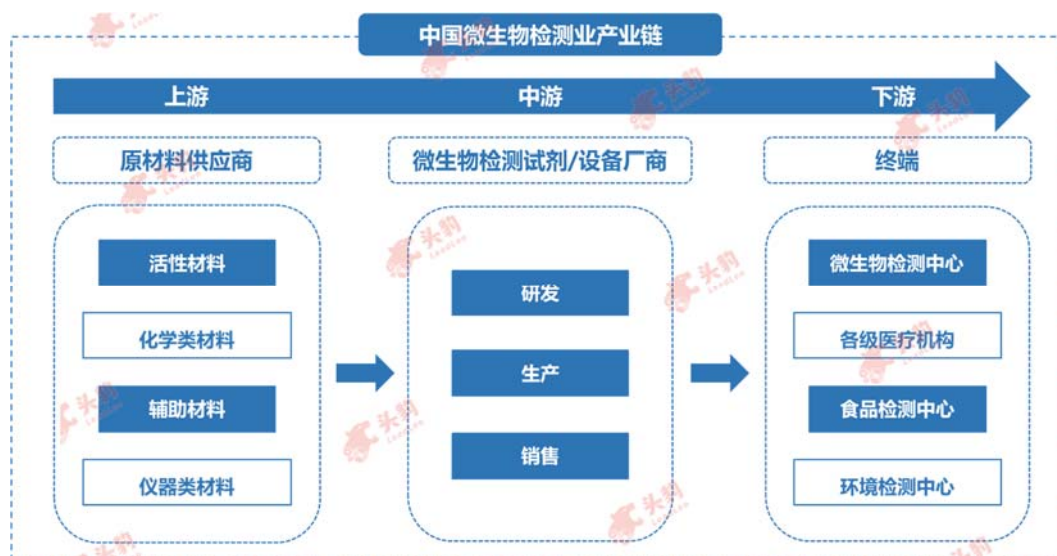 中国微生物检测业产业链
上游
中游
下游
原材料供应商
微生物检测试剂/设备厂商
终端
活性材料
化学类材料
辅助材料
仪器类材料
研发
生产
销售
微生物检测中心
各级医疗机构
食品检测中心
环境检测中心
头豹
LeadLeo